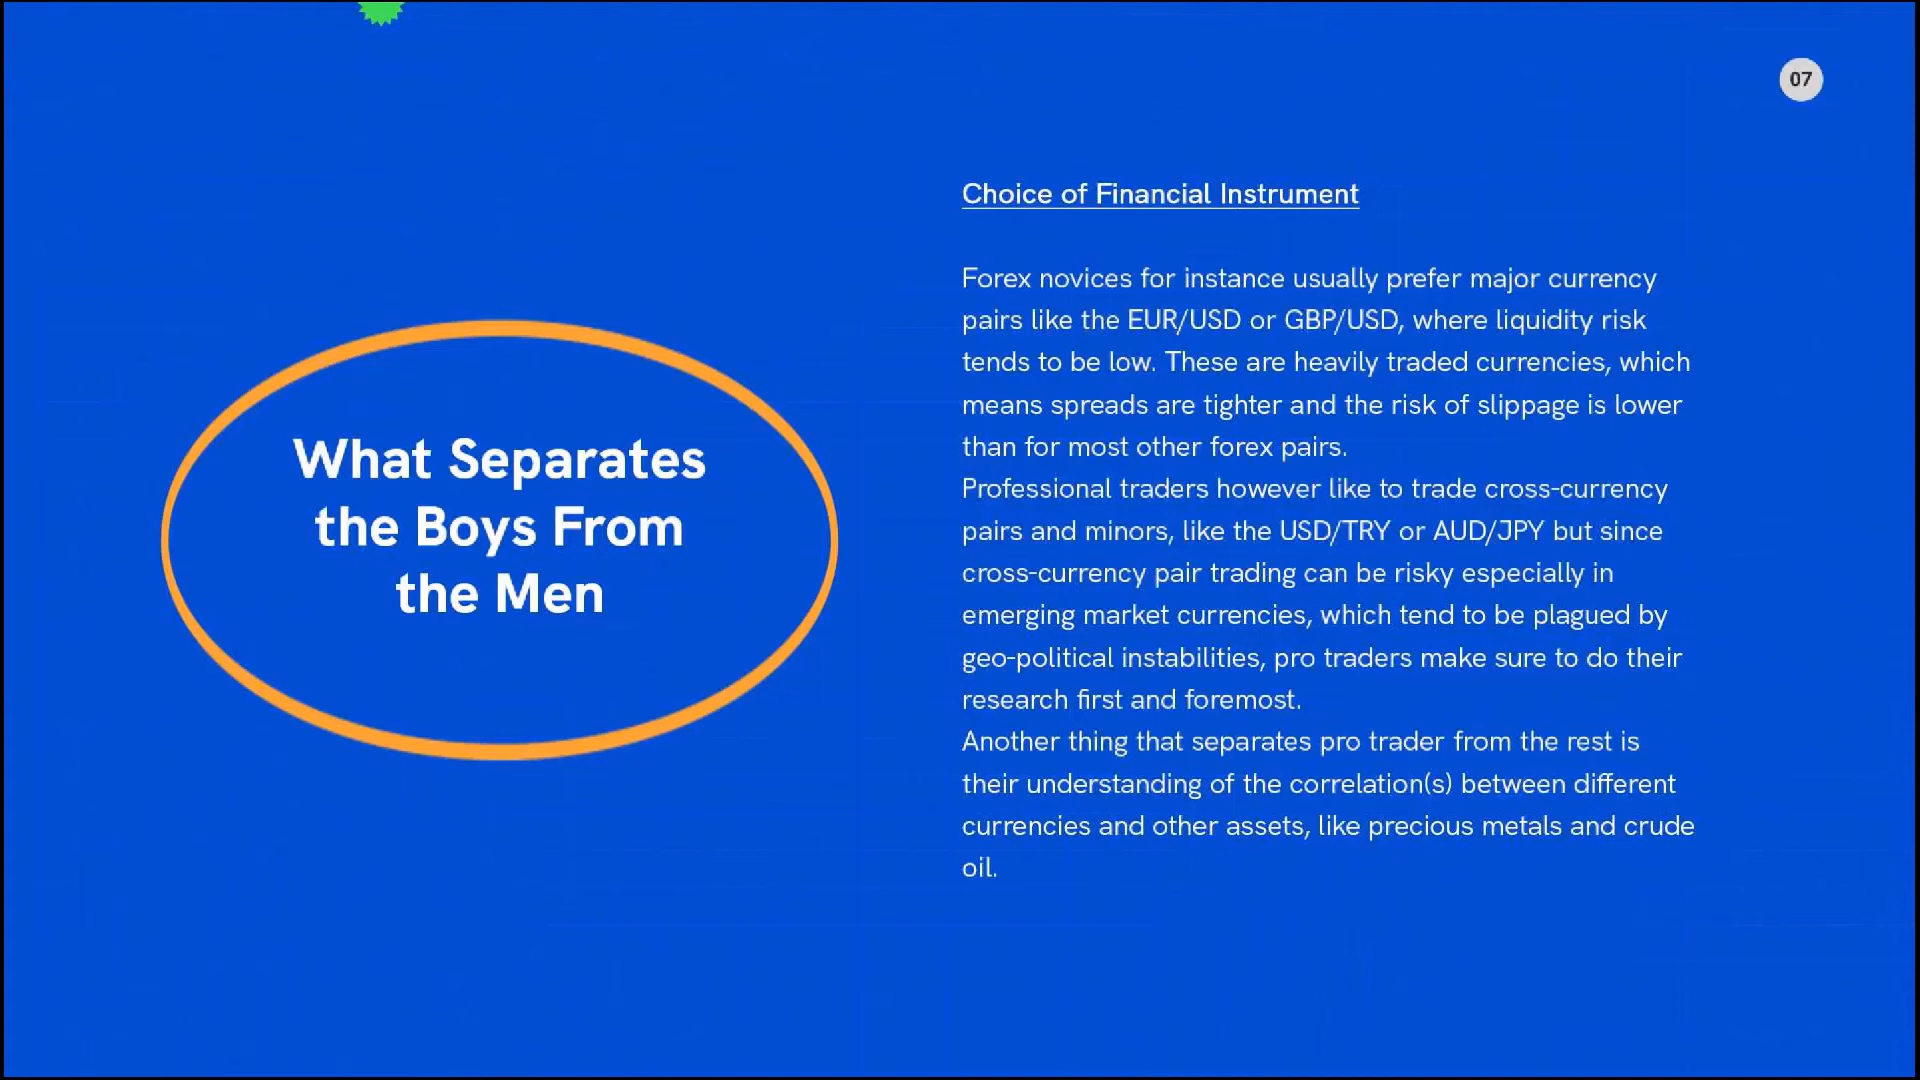 07
What Separates
the Boys From
the Men
Choice of Financial Instrument
Forex novices for instance usually prefer major currency
pairs like the EUR/USD or GBP/USD, where liquidity risk
tends to be low. These are heavily traded currencies, which
means spreads are tighter and the risk of slippage is lower
than for most other forex pairs.
Professional traders however like to trade cross-currency
pairs and minors, like the USD/TRY or AUD/JPY but since
cross-currency pair trading can be risky especially in
emerging market currencies, which tend to be plagued by
geo-political instabilities, pro traders make sure to do their
research first and foremost.
Another thing that separates pro trader from the rest is
their understanding of the correlation(s) between different
currencies and other assets, like precious metals and crude
oil.